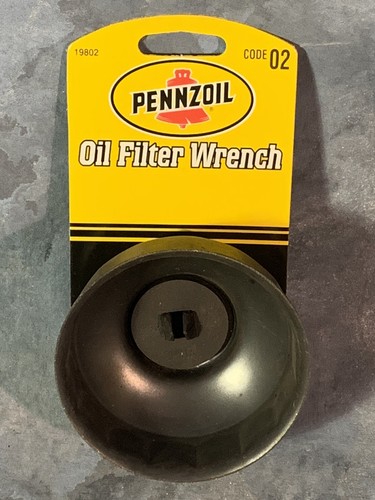 19802
CODE 02
PENNZOIL
Oil Filter Wrench